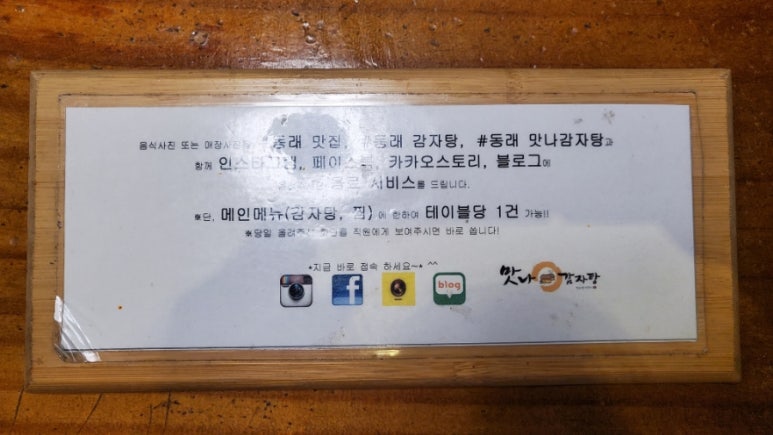 음식사진 또는 매장사진을 #동래 맛집, #동래 감자탕, #동래 맛나감자탕과
함께 인스타그램, 페이스북, 카카오스토리, 블로그에
음료 서비스를 드립니다.
※단, 메인메뉴(감자탕, 찜) 에 한하여 테이블당 1건 가능!!
※당일 올려주신 직원에게 보여주시면 바로 쏩니다!
*지금 바로 접속 하세요~* ^^
blog
맛나 감자탕